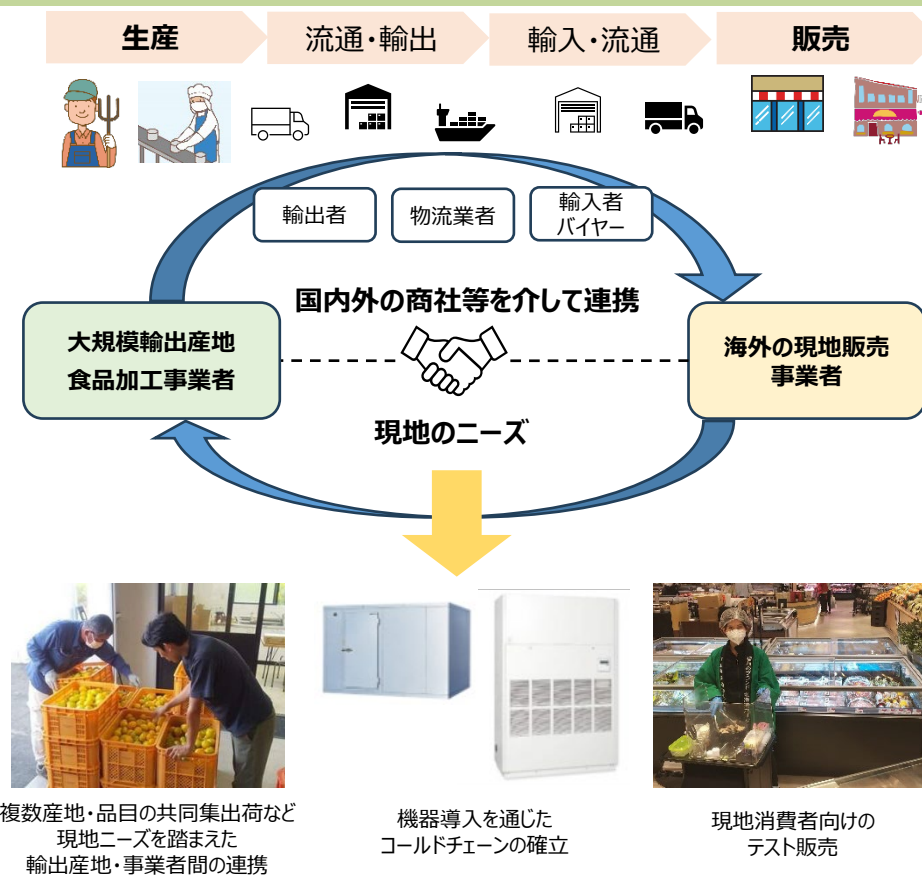 生産
流通・輸出
輸入・流通
販売
輸出者
物流業者
輸入者
バイヤー
国内外の商社等を介して連携
大規模輸出産地
食品加工事業者
海外の現地販売
事業者
現地のニーズ
複数産地・品目の共同集出荷など
現地ニーズを踏まえた
輸出産地・事業者間の連携
機器導入を通じた
コールドチェーンの確立
現地消費者向けの
テスト販売